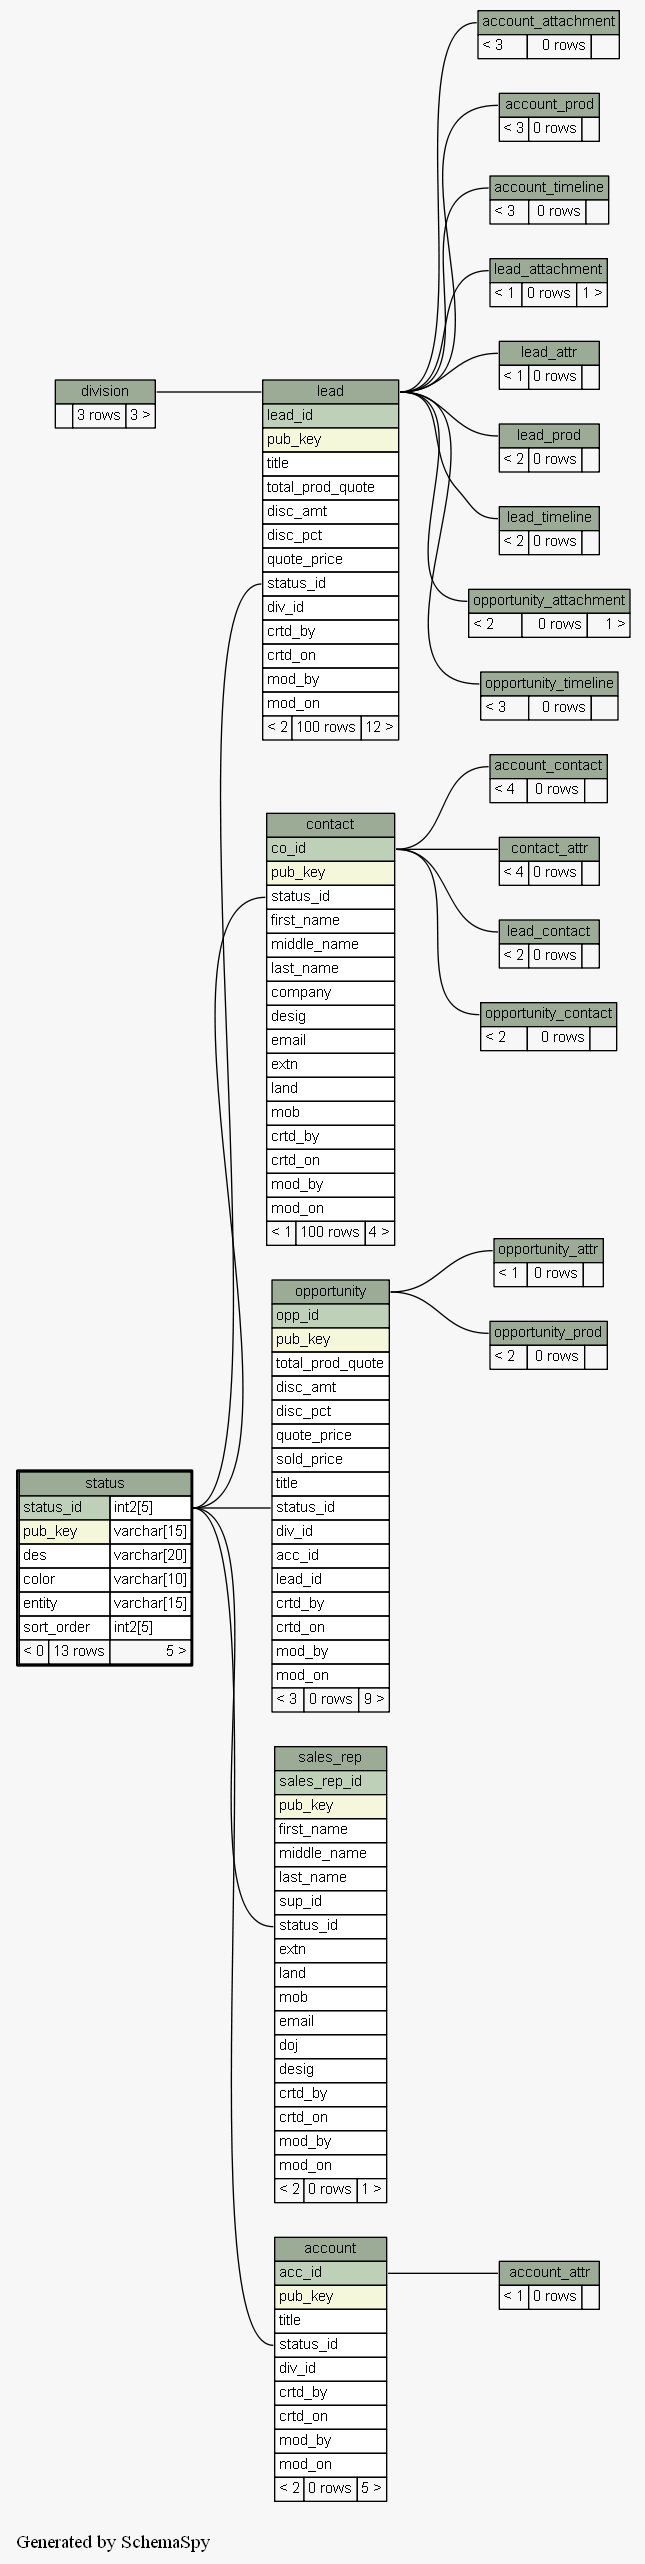 account_attachment
< 3 0 rows
account_prod
< 3 0 rows
account_timeline
< 3 0 rows
lead_attachment
< 1 0 rows 1 >
lead_attr
< 1 0 rows
lead_prod
< 2 0 rows
lead_timeline
< 2 0 rows
opportunity_attachment
< 2 0 rows 1 >
opportunity_timeline
< 3 0 rows
division
3 rows 3 >
lead
lead_id
pub_key
title
total_prod_quote
disc_amt
disc_pct
quote_price
status_id
div_id
crtd_by
crtd_on
mod_by
mod_on
< 2 100 rows 12 >
account_contact
< 4 0 rows
contact_attr
< 4 0 rows
lead_contact
< 2 0 rows
opportunity_contact
< 2 0 rows
contact
co_id
pub_key
status_id
first_name
middle_name
last_name
company
desig
email
extn
land
mob
crtd_by
crtd_on
mod_by
mod_on
< 1 100 rows 4 >
opportunity_attr
< 1 0 rows
opportunity_prod
< 2 0 rows
opportunity
opp_id
pub_key
total_prod_quote
disc_amt
disc_pct
quote_price
sold_price
title
status_id
div_id
acc_id
lead_id
crtd_by
crtd_on
mod_by
mod_on
< 3 0 rows 9 >
status
status_id int2[5]
pub_key varchar[15]
des varchar[20]
color varchar[10]
entity varchar[15]
sort_order int2[5]
< 0 13 rows 5 >
sales_rep
sales_rep_id
pub_key
first_name
middle_name
last_name
sup_id
status_id
extn
land
mob
email
doj
desig
crtd_by
crtd_on
mod_by
mod_on
< 2 0 rows 1 >
account
acc_id
pub_key
title
status_id
div_id
crtd_by
crtd_on
mod_by
mod_on
< 2 0 rows 5 >
account_attr
< 1 0 rows
Generated by SchemaSpy